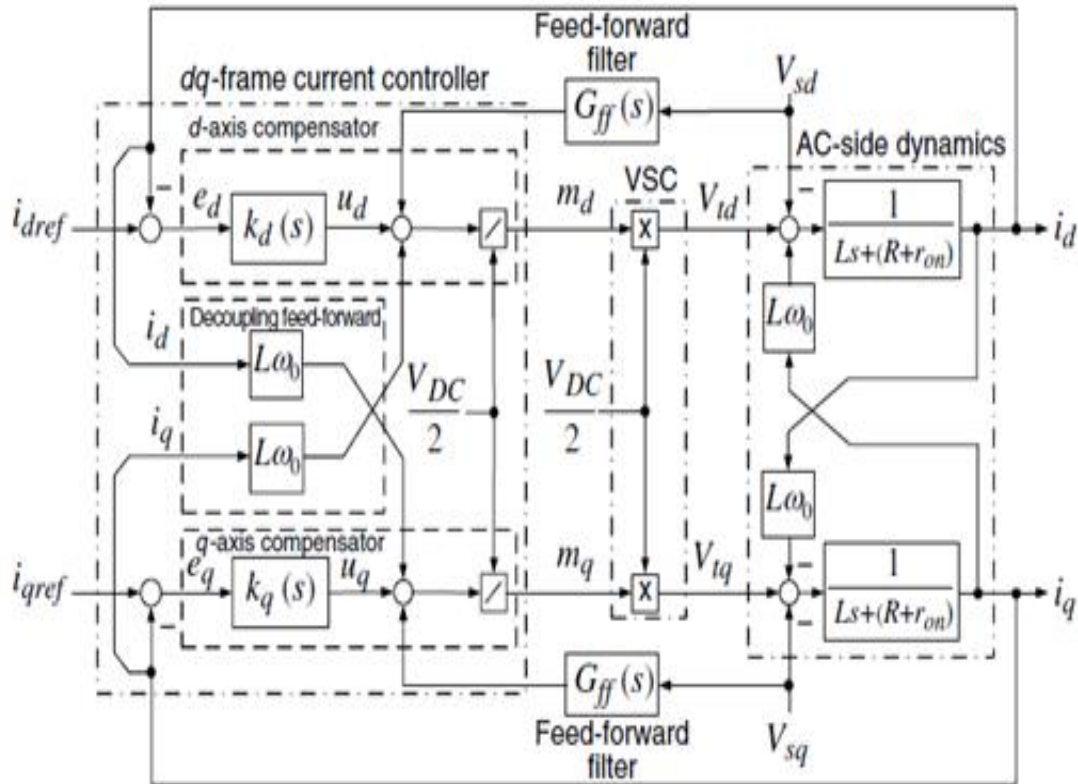 Feed-forward
filter
dq-frame current controller
V_sd
G_ff(s)
d-axis compensator
AC-side dynamics
VSC
−
−
i_dref
e_d
k_d(s)
u_d
/
m_d
X
V_td
1
Ls+(R+r_on)
i_d
i_d
Decoupling feed-forward
Lω_0
Lω_0
V_DC
2
V_DC
2
i_q
Lω_0
Lω_0
q-axis compensator
i_qref
e_q
k_q(s)
u_q
/
m_q
X
V_tq
−
1
Ls+(R+r_on)
i_q
−
−
G_ff(s)
Feed-forward
filter
V_sq